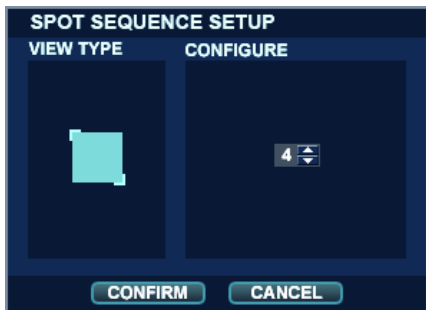 SPOT SEQUENCE SETUP
VIEW TYPE CONFIGURE
4
CONFIRM CANCEL